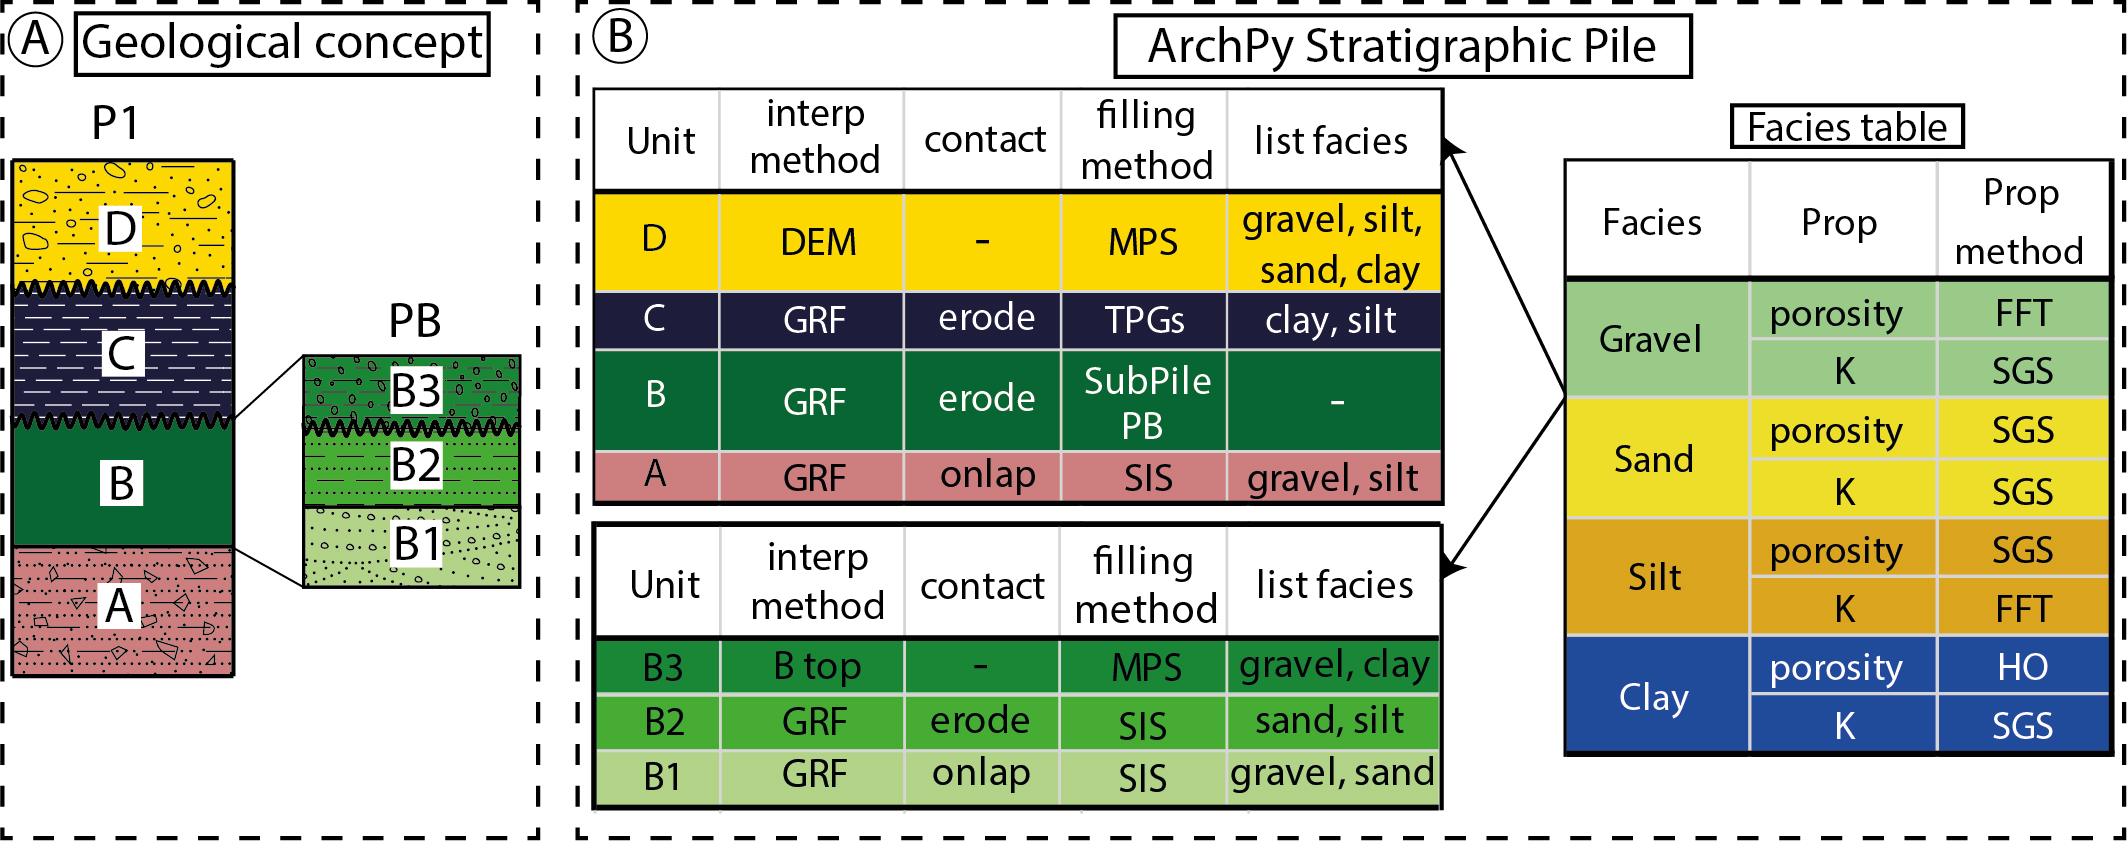 A Geological concept
P1
D
C
B
A
PB
B3
B2
B1
B ArchPy Stratigraphic Pile
Unit interp method contact filling method list facies
D DEM - MPS gravel, silt, sand, clay
C GRF erode TPGs clay, silt
B GRF erode SubPile PB -
A GRF onlap SIS gravel, silt
Unit interp method contact filling method list facies
B3 B top - MPS gravel, clay
B2 GRF erode SIS sand, silt
B1 GRF onlap SIS gravel, sand
Facies table
Facies Prop Prop method
Gravel porosity FFT
K SGS
Sand porosity SGS
K SGS
Silt porosity SGS
K FFT
Clay porosity HO
K SGS